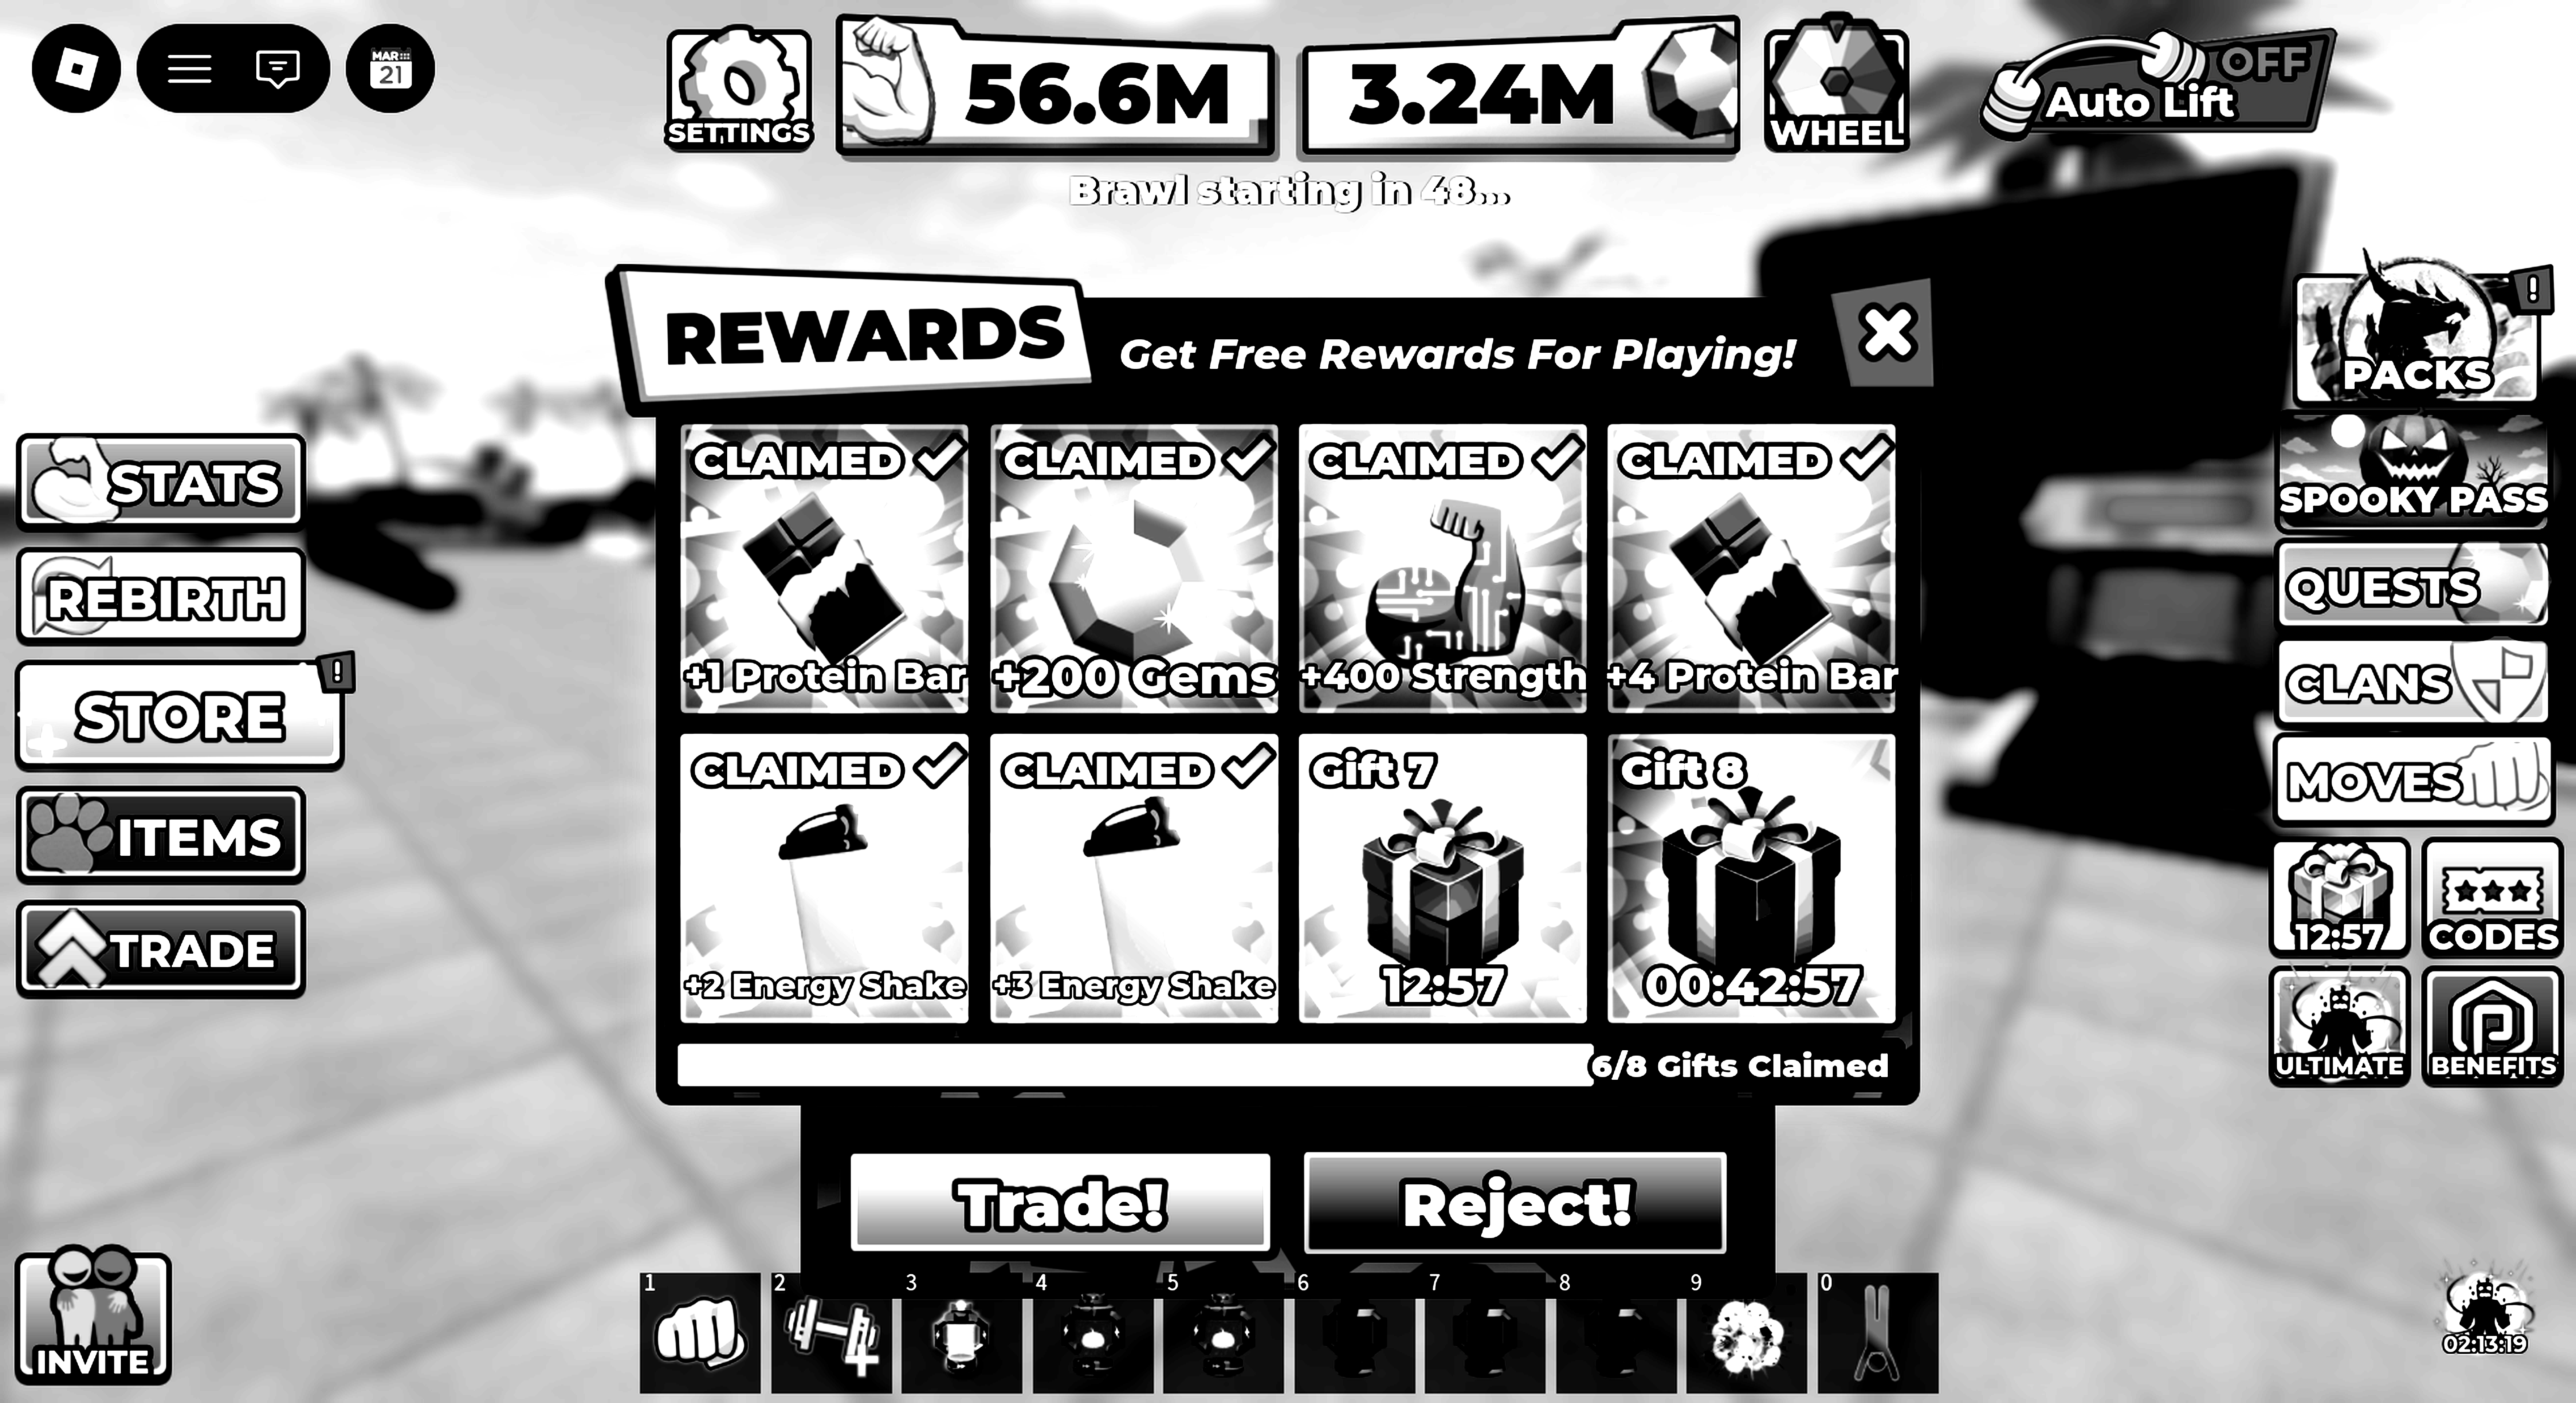 MAR
21
SETTINGS
56.6M
3.24M
WHEEL
OFF
Auto Lift
Brawl starting in 48...
REWARDS
Get Free Rewards For Playing!
!
PACKS
SPOOKY PASS
QUESTS
CLANS
MOVES
12:57
CODES
ULTIMATE
BENEFITS
STATS
REBIRTH
!
STORE
ITEMS
TRADE
CLAIMED
+1 Protein Bar
CLAIMED
+200 Gems
CLAIMED
+400 Strength
CLAIMED
+4 Protein Bar
CLAIMED
+2 Energy Shake
CLAIMED
+3 Energy Shake
Gift 7
12:57
Gift 8
00:42:57
6/8 Gifts Claimed
Trade!
Reject!
INVITE
1 2 3 4 5 6 7 8 9 0
02:13:19